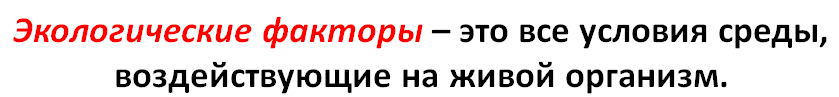 Экологические факторы – это все условия среды,
воздействующие на живой организм.